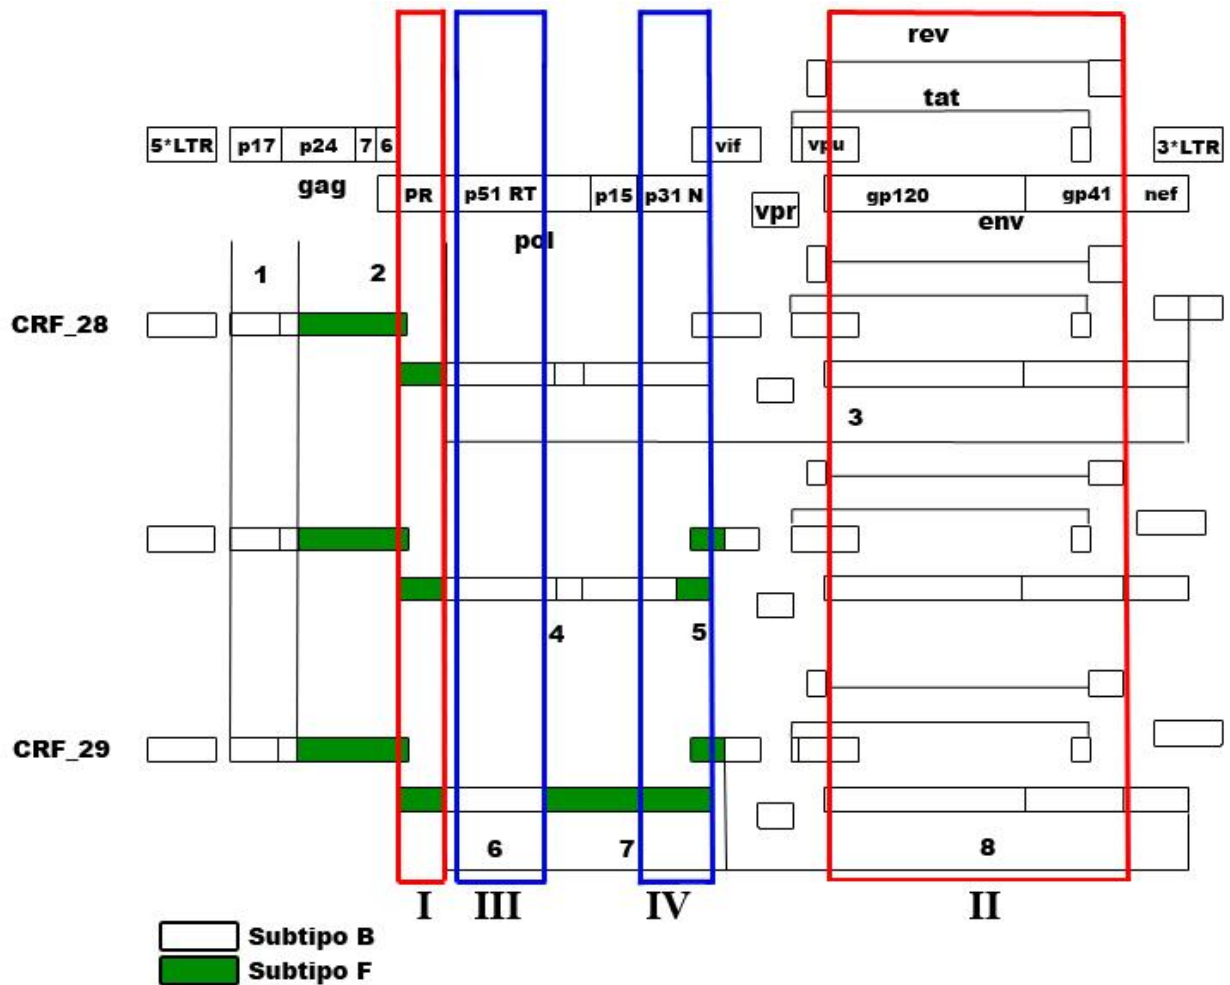 rev
tat
5*LTR p17 p24 7 6 vif vpu 3*LTR
gag PR p51 RT p15 p31 N vpr gp120 gp41 nef
pol env
1 2
CRF_28
3
4 5
CRF_29
6 7 8
I III IV II
Subtipo B
Subtipo F